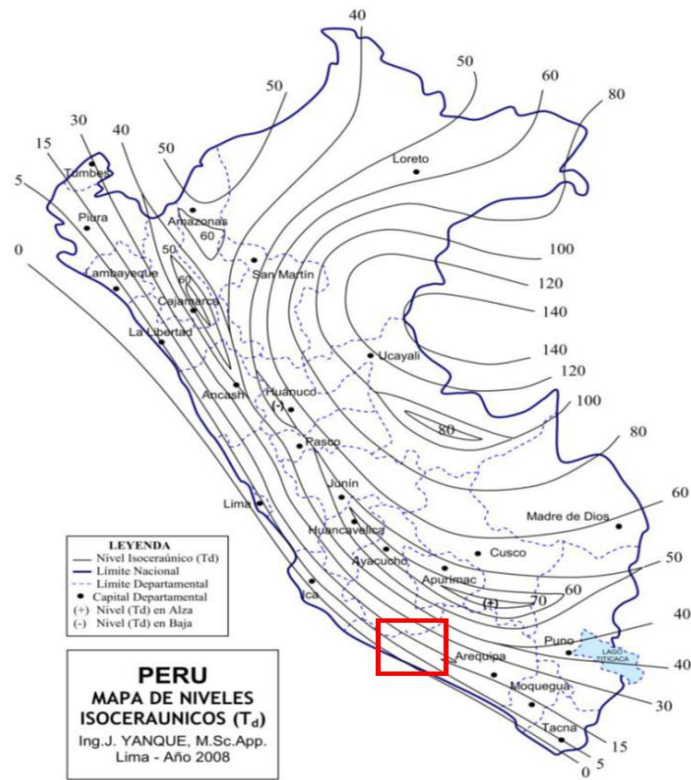 40
50
60
80
50
40
30
15
5
0
50
60
50
60
Tumbes
Piura
Amazonas
Loreto
San Martín
Lambayeque
Cajamarca
La Libertad
100
120
140
140
120
100
80
60
50
40
40
30
15
5
0
Ucayali
Ancash
Huánuco
(-)
80
Pasco
Junín
Lima
Huancavelica
Ayacucho
Madre de Dios
Cusco
Apurímac
Ica
(+)
70
60
Puno
LAGO
TITICACA
Arequipa
Moquegua
Tacna
LEYENDA
Nivel Isoceraúnico (Td)
Límite Nacional
Límite Departamental
Capital Departamental
(+) Nivel (Td) en Alza
(-) Nivel (Td) en Baja
PERU
MAPA DE NIVELES
ISOCERAUNICOS (Td)
Ing.J. YANQUE, M.Sc.App.
Lima - Año 2008